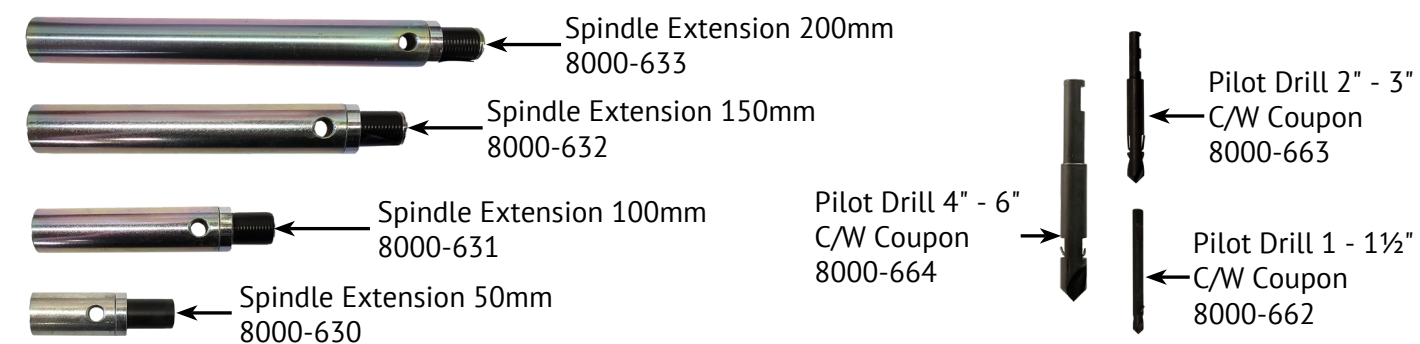 Spindle Extension 200mm
8000-633
Spindle Extension 150mm
8000-632
Spindle Extension 100mm
8000-631
Spindle Extension 50mm
8000-630
Pilot Drill 2" - 3"
C/W Coupon
8000-663
Pilot Drill 4" - 6"
C/W Coupon
8000-664
Pilot Drill 1 - 1½"
C/W Coupon
8000-662